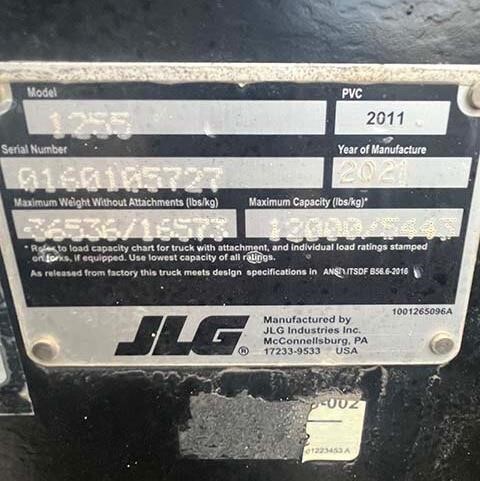 Model PVC
1255 2011
Serial Number Year of Manufacture
0160105727 2021
Maximum Weight Without Attachments (lbs/kg) Maximum Capacity (lbs/kg)*
36536/16573 12000/5443
* Refer to load capacity chart for truck with attachment, and individual load ratings stamped
on forks, if equipped. Use lowest capacity of all ratings.
As released from factory this truck meets design specifications in ANSI/ITSDF B56.6-2016
1001265096A
JLG®
Manufactured by
JLG Industries Inc.
McConnellsburg, PA
17233-9533 USA
-002
01223453 A